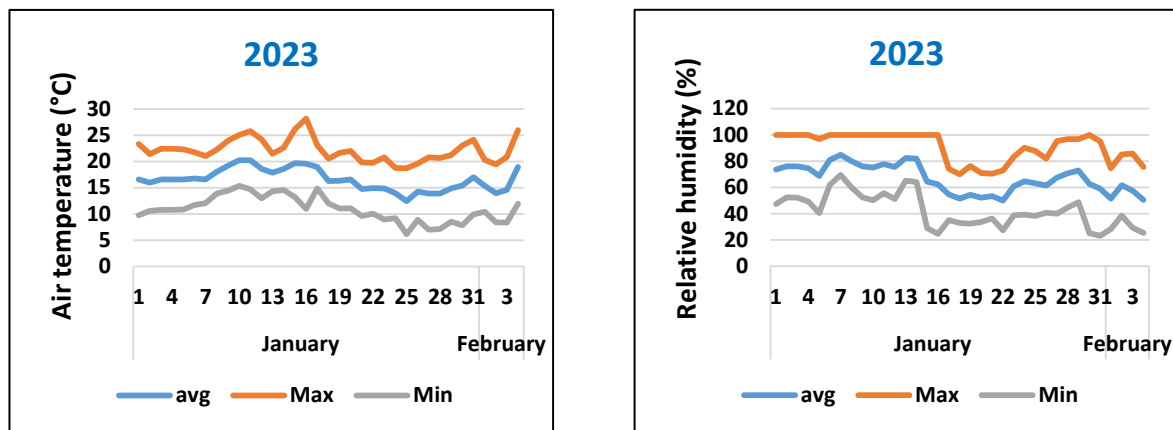 2023
Air temperature (°C)
30
25
20
15
10
5
0
1 4 7 10 13 16 19 22 25 28 31 3
January February
avg Max Min
2023
Relative humidity (%)
120
100
80
60
40
20
0
1 4 7 10 13 16 19 22 25 28 31 3
January February
avg Max Min